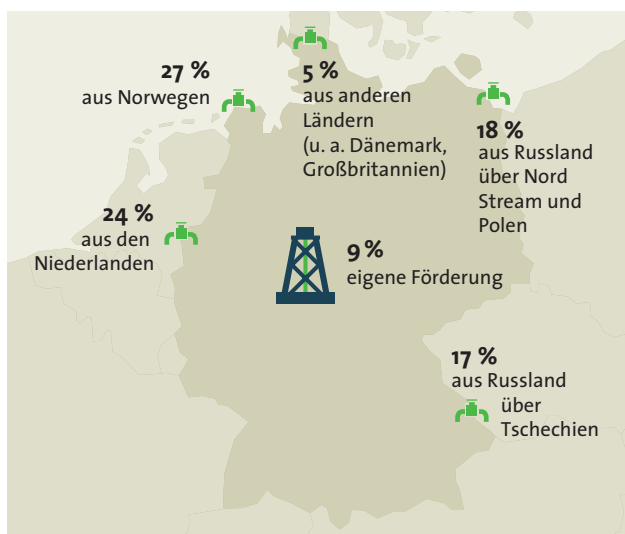 27 %
aus Norwegen
5 %
aus anderen
Ländern
(u. a. Dänemark,
Großbritannien)
18 %
aus Russland
über Nord
Stream und
Polen
24 %
aus den
Niederlanden
9 %
eigene Förderung
17 %
aus Russland
über
Tschechien